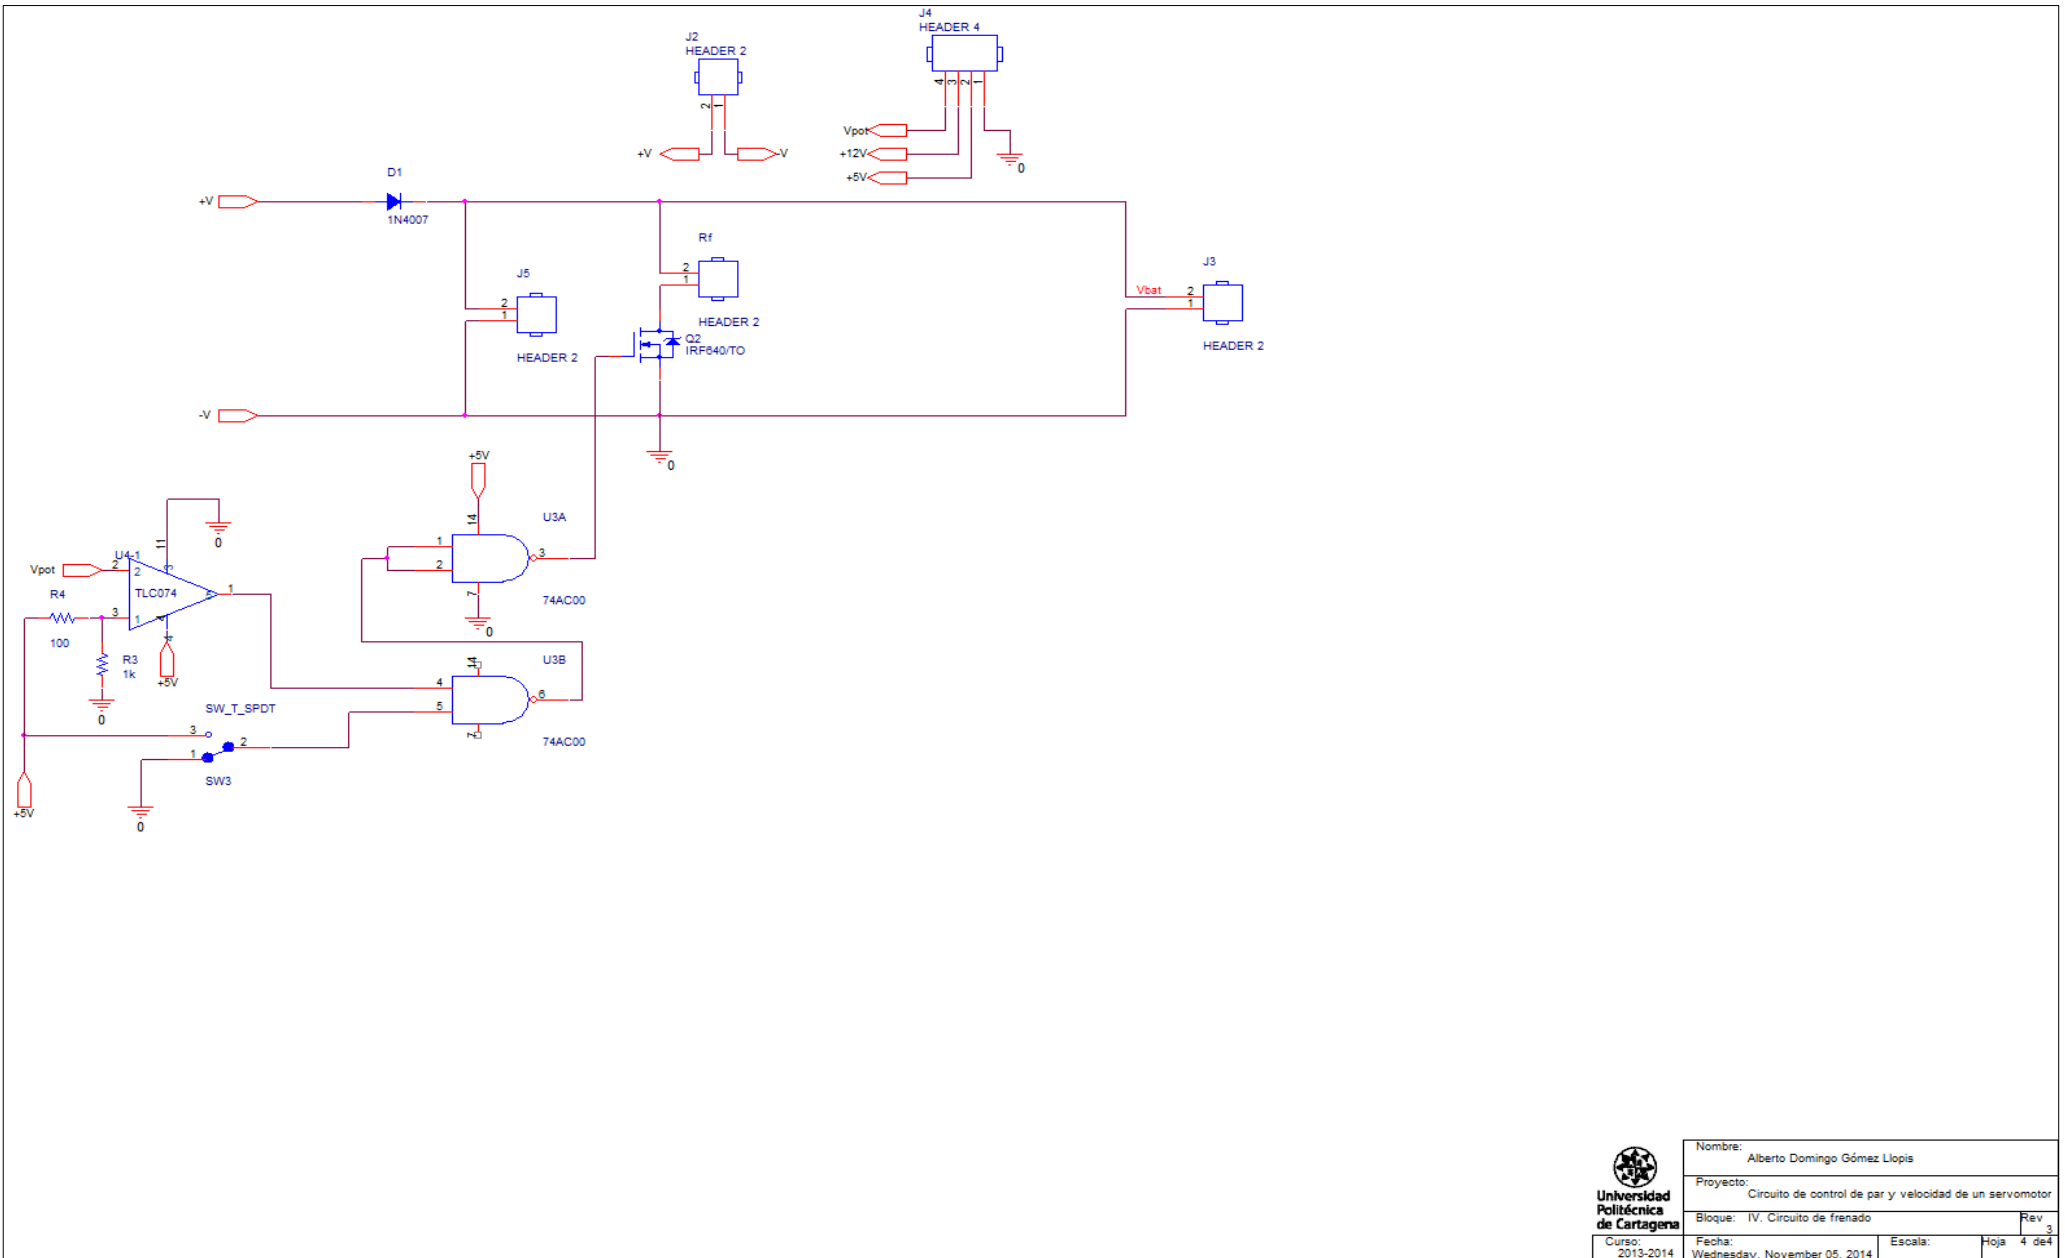 J4
HEADER 4
J2
HEADER 2
4 3 2 1
2 1
Vpot
+12V
+5V
0
+V
-V
D1
+V
1N4007
Rf
2
1
HEADER 2
J5
2
1
HEADER 2
Q2
IRF640/TO
J3
Vbat
2
1
HEADER 2
-V
0
+5V
14
U3A
1
2
3
7
74AC00
0
11
0
U4-1
Vpot
2
2
3
TLC074
5
1
R4
3
1
4
4
100
R3
1k
+5V
0
14
U3B
4
5
6
7
74AC00
SW_T_SPDT
3
2
1
SW3
+5V
0
Universidad
Politécnica
de Cartagena
Nombre:
Alberto Domingo Gómez Llopis
Proyecto:
Circuito de control de par y velocidad de un servomotor
Bloque: IV. Circuito de frenado
Rev
3
Curso:
2013-2014
Fecha:
Wednesday, November 05, 2014
Escala:
Hoja 4 de4